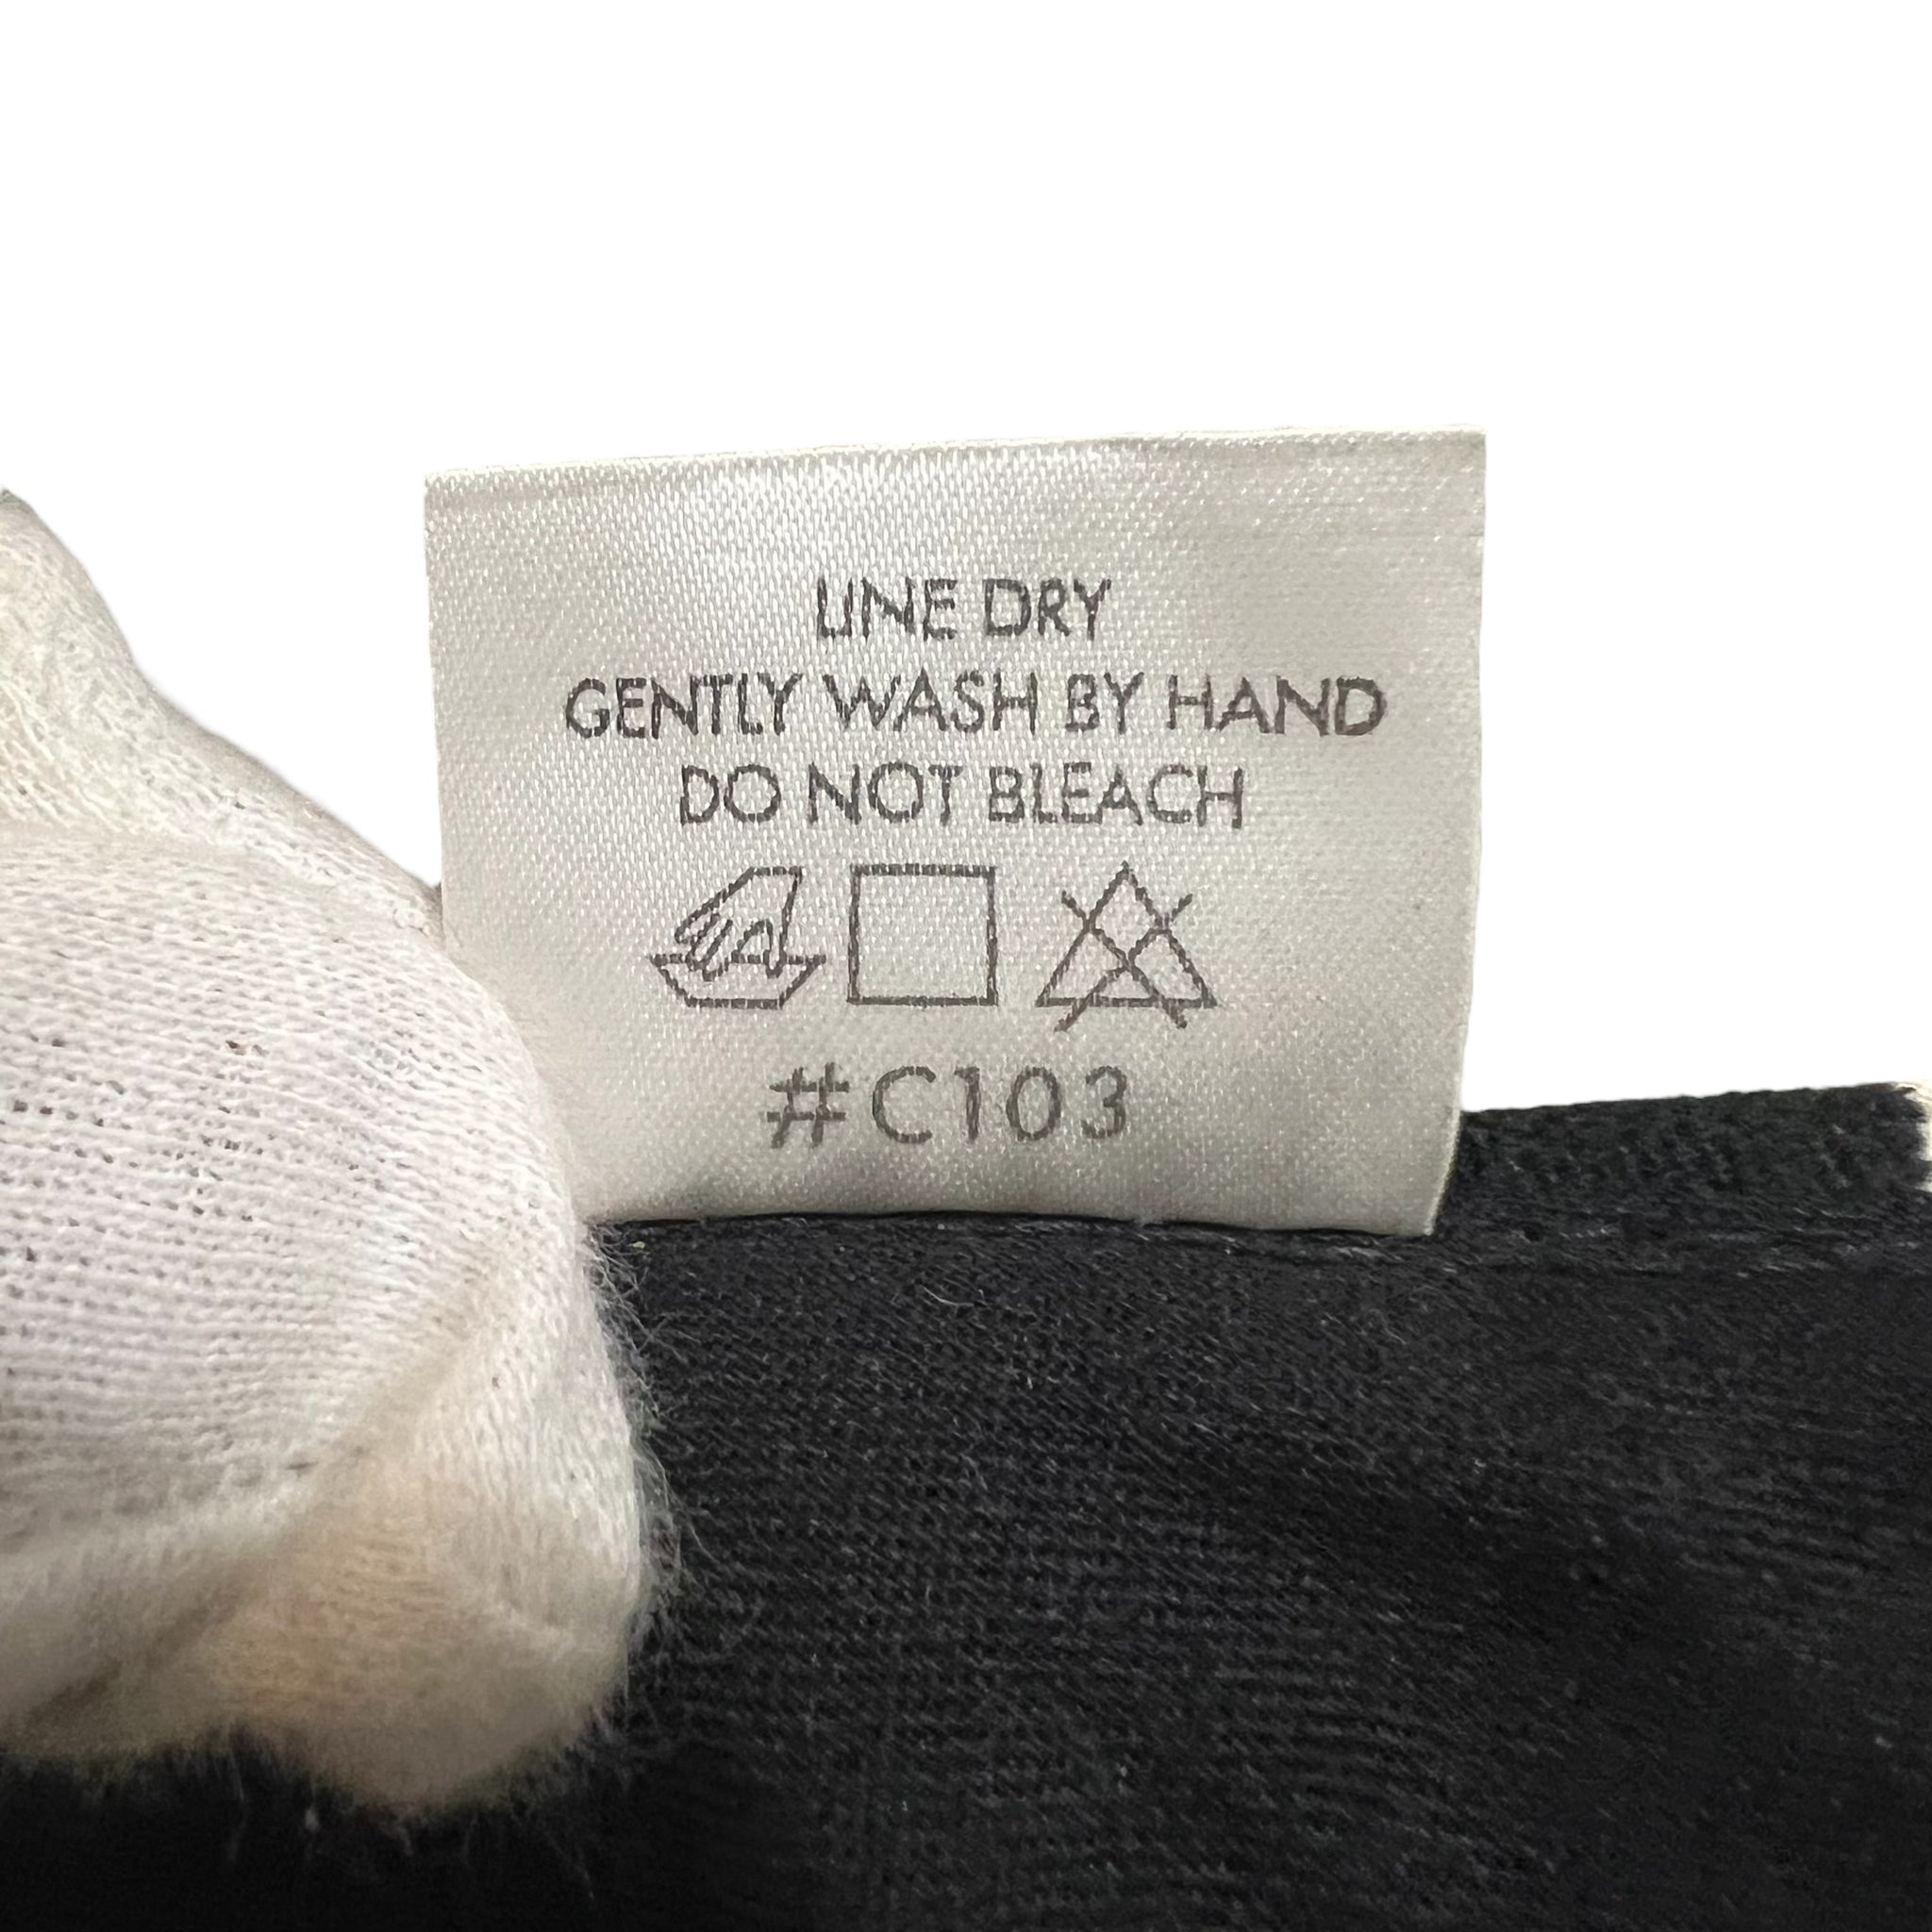 LINE DRY
GENTLY WASH BY HAND
DO NOT BLEACH
#C103